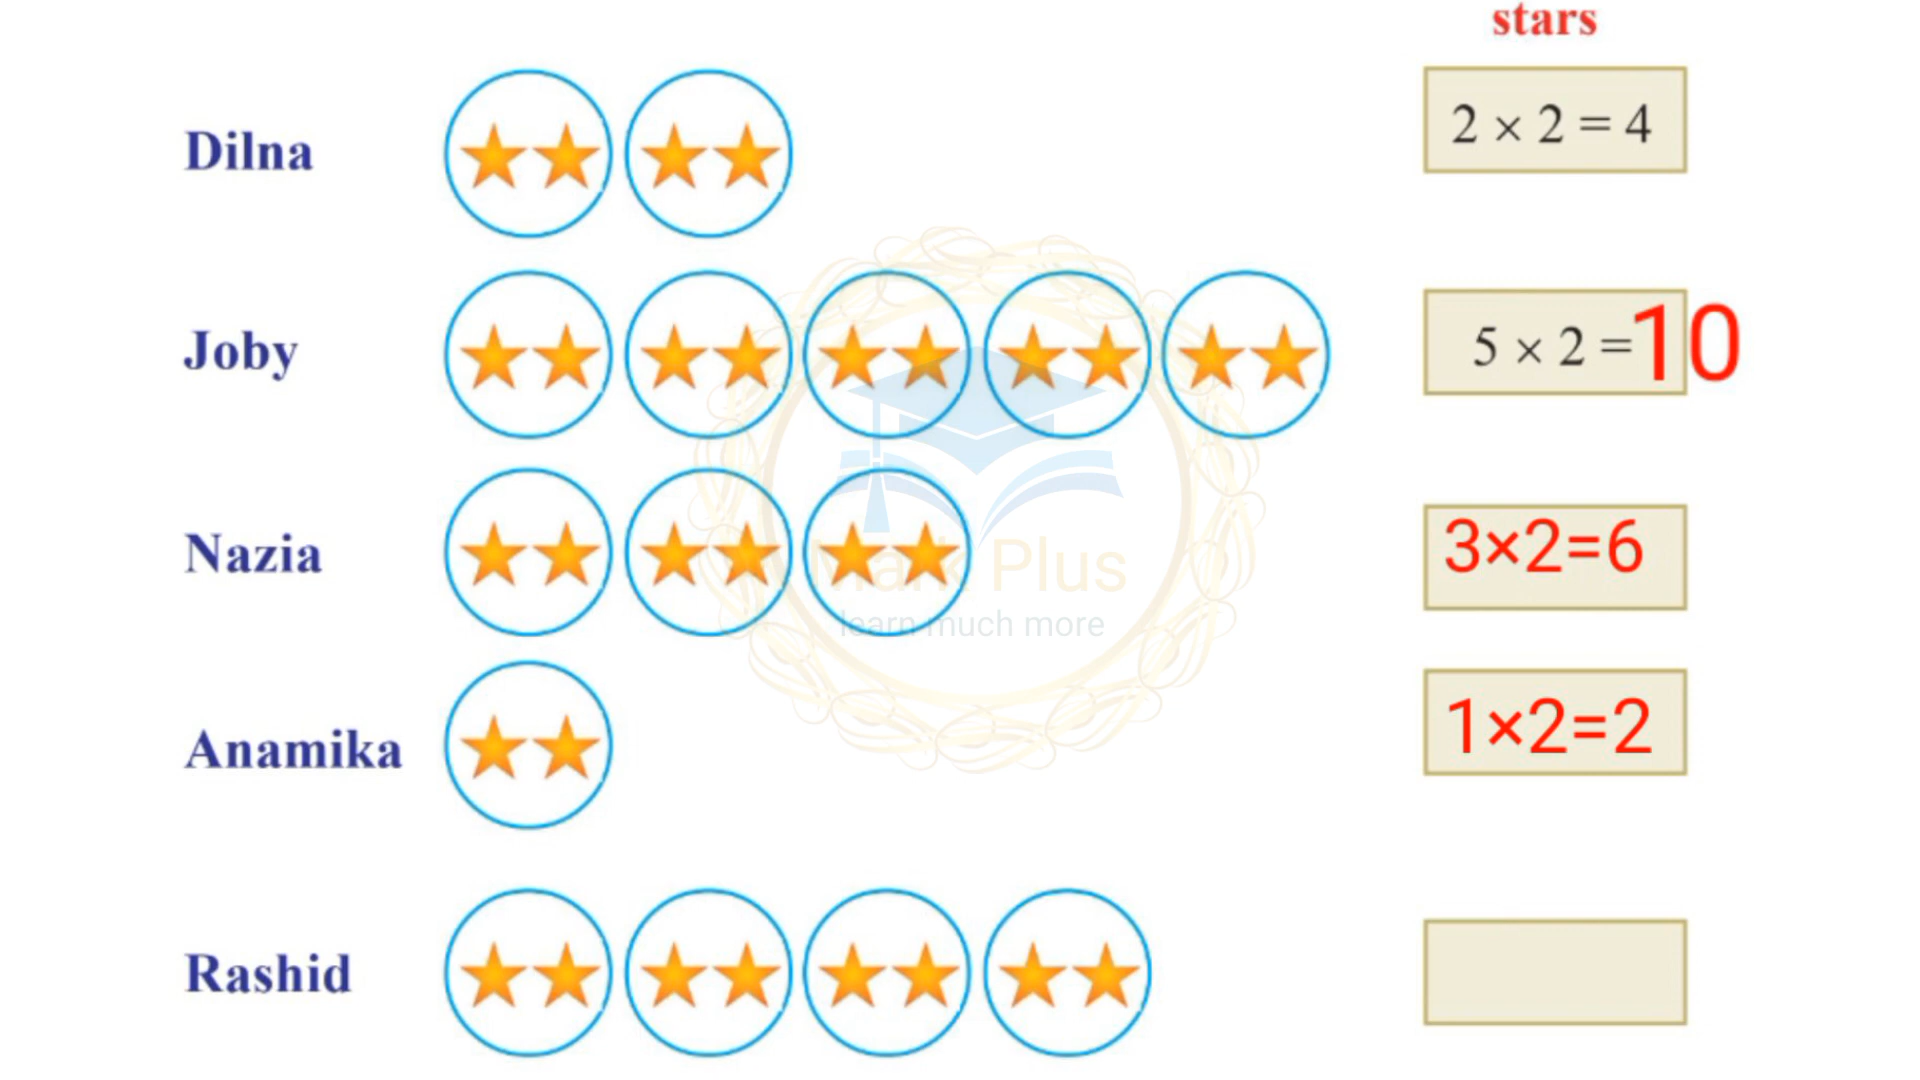 stars
Dilna
2 × 2 = 4
Joby
5 × 2 =10
Nazia
3×2=6
Mark Plus
learn much more
Anamika
1×2=2
Rashid